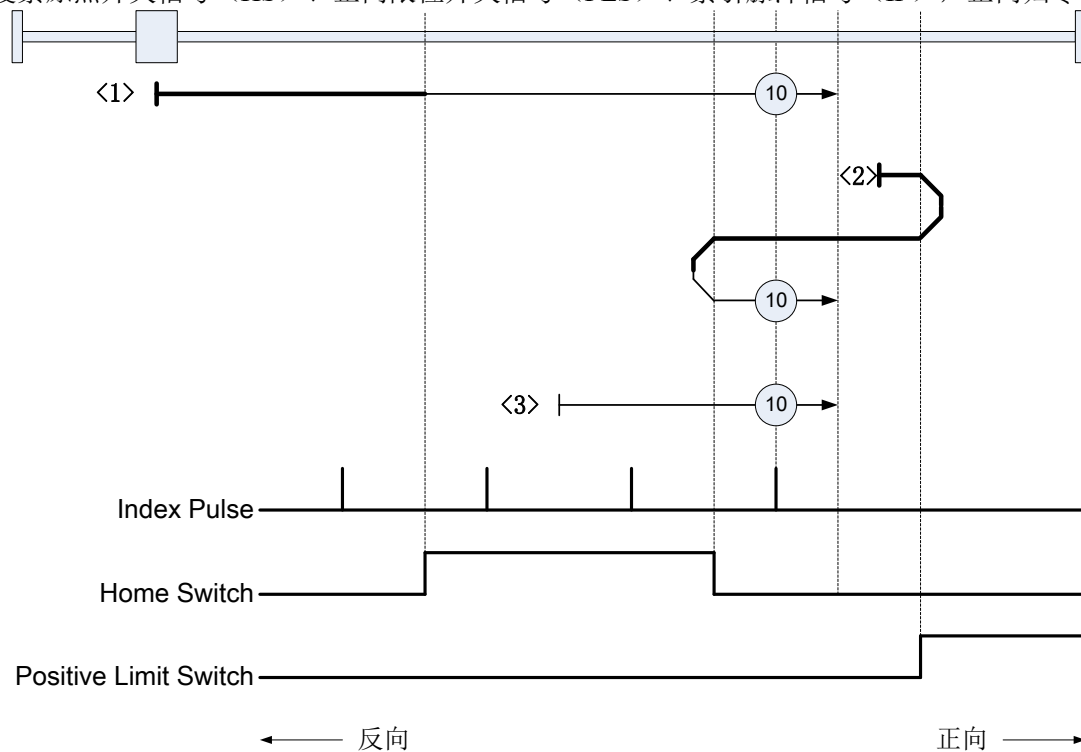 <1>
10
<2>
10
<3>
10
Index Pulse
Home Switch
Positive Limit Switch
反向
正向